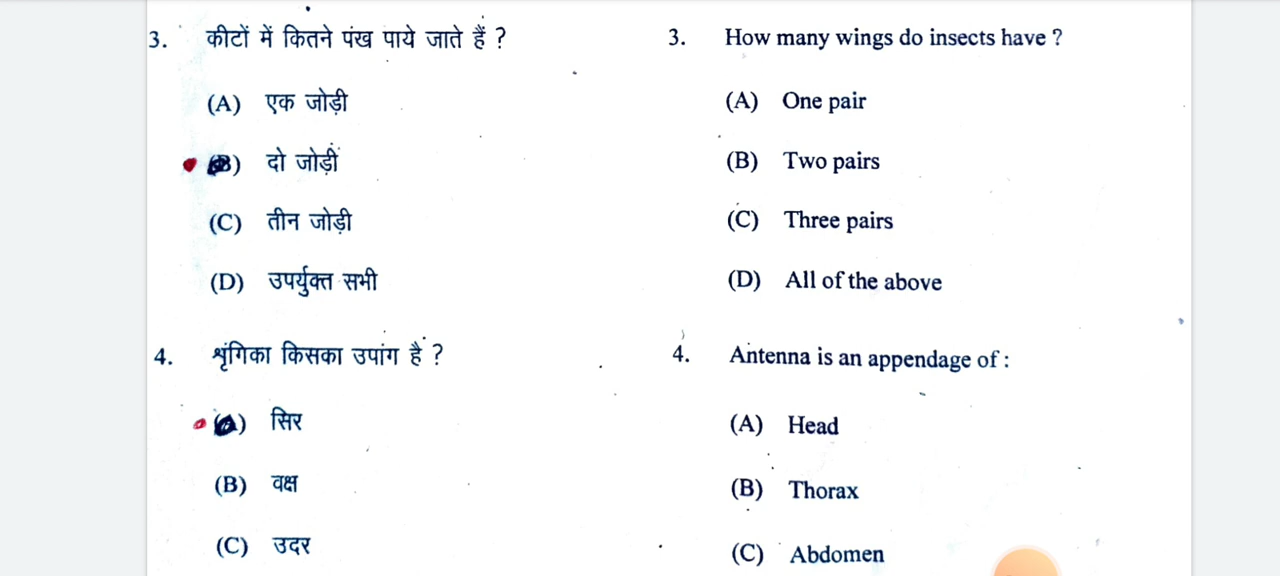 3. कीटों में कितने पंख पाये जाते हैं ?
(A) एक जोड़ी
(B) दो जोड़ी
(C) तीन जोड़ी
(D) उपर्युक्त सभी
4. श्रृंगिका किसका उपांग है ?
(A) सिर
(B) वक्ष
(C) उदर
3. How many wings do insects have ?
(A) One pair
(B) Two pairs
(C) Three pairs
(D) All of the above
4. Antenna is an appendage of :
(A) Head
(B) Thorax
(C) Abdomen